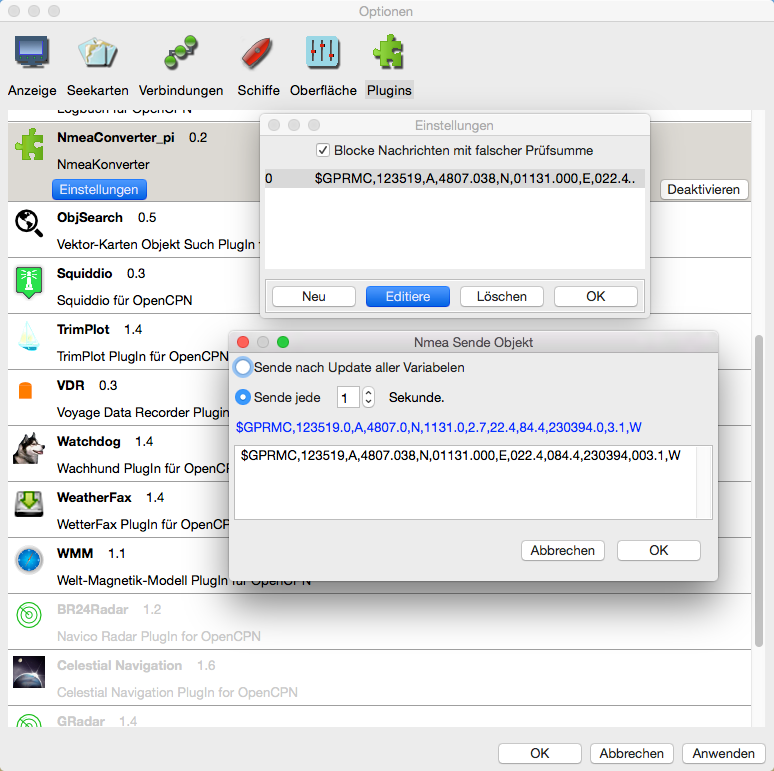 Optionen
Anzeige Seekarten Verbindungen Schiffe Oberfläche Plugins
Logbuch für OpenCPN
NmeaConverter_pi 0.2
NmeaKonverter
Einstellungen
Deaktivieren
ObjSearch 0.5
Vektor-Karten Objekt Such PlugIn
Squiddio 0.3
Squiddio für OpenCPN
TrimPlot 1.4
TrimPlot PlugIn für OpenCPN
VDR 0.3
Voyage Data Recorder Plugin
Watchdog 1.4
Wachhund PlugIn für
WeatherFax 1.4
WetterFax PlugIn für
WMM 1.1
Welt-Magnetik-Modell PlugIn für OpenCPN
BR24Radar 1.2
Navico Radar PlugIn for OpenCPN
Celestial Navigation 1.6
Celestial Navigation PlugIn for OpenCPN
GRadar 1.4
OK Abbrechen Anwenden
Einstellungen
Blocke Nachrichten mit falscher Prüfsumme
0 $GPRMC,123519,A,4807.038,N,01131.000,E,022.4..
Neu Editiere Löschen OK
Nmea Sende Objekt
Sende nach Update aller Variabelen
Sende jede 1 Sekunde.
$GPRMC,123519.0,A,4807.0,N,1131.0,2.7,22.4,84.4,230394.0,3.1,W
$GPRMC,123519,A,4807.038,N,01131.000,E,022.4,084.4,230394,003.1,W
Abbrechen OK